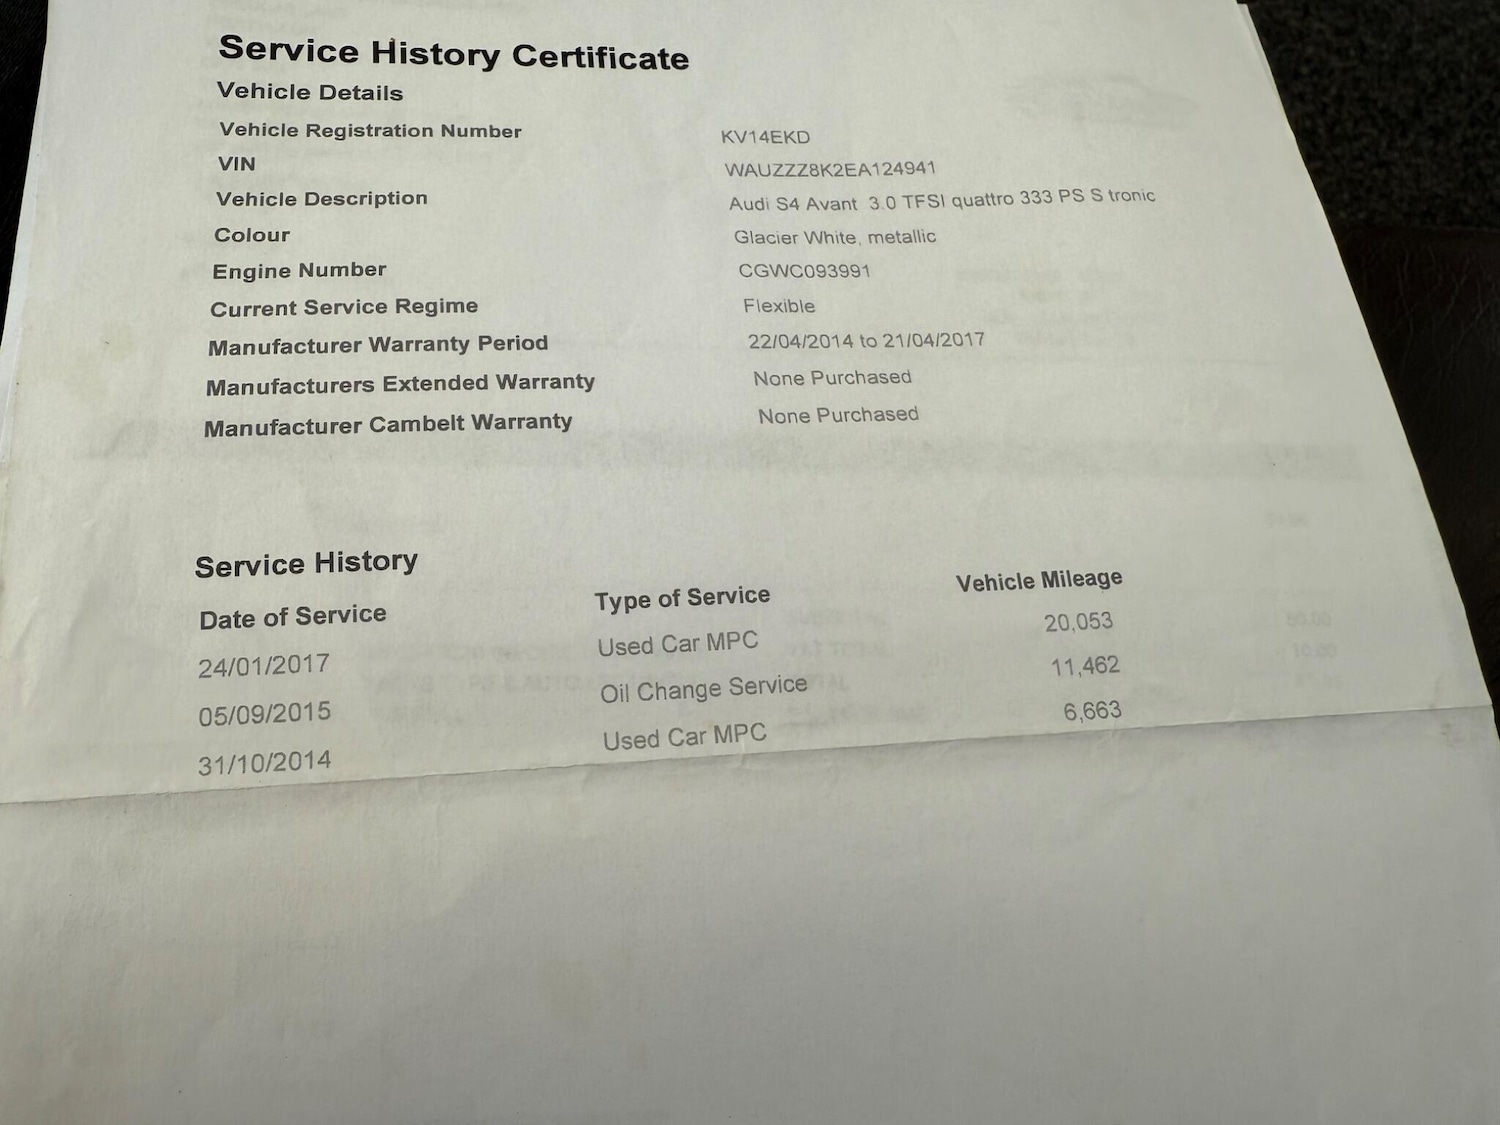 Service History Certificate
Vehicle Details
Vehicle Registration Number KV14EKD
VIN WAUZZZ8K2EA124941
Vehicle Description Audi S4 Avant 3.0 TFSI quattro 333 PS S tronic
Colour Glacier White, metallic
Engine Number CGWC093991
Current Service Regime Flexible
Manufacturer Warranty Period 22/04/2014 to 21/04/2017
Manufacturers Extended Warranty None Purchased
Manufacturer Cambelt Warranty None Purchased
Service History
Date of Service Type of Service Vehicle Mileage
24/01/2017 Used Car MPC 20,053
05/09/2015 Oil Change Service 11,462
31/10/2014 Used Car MPC 6,663